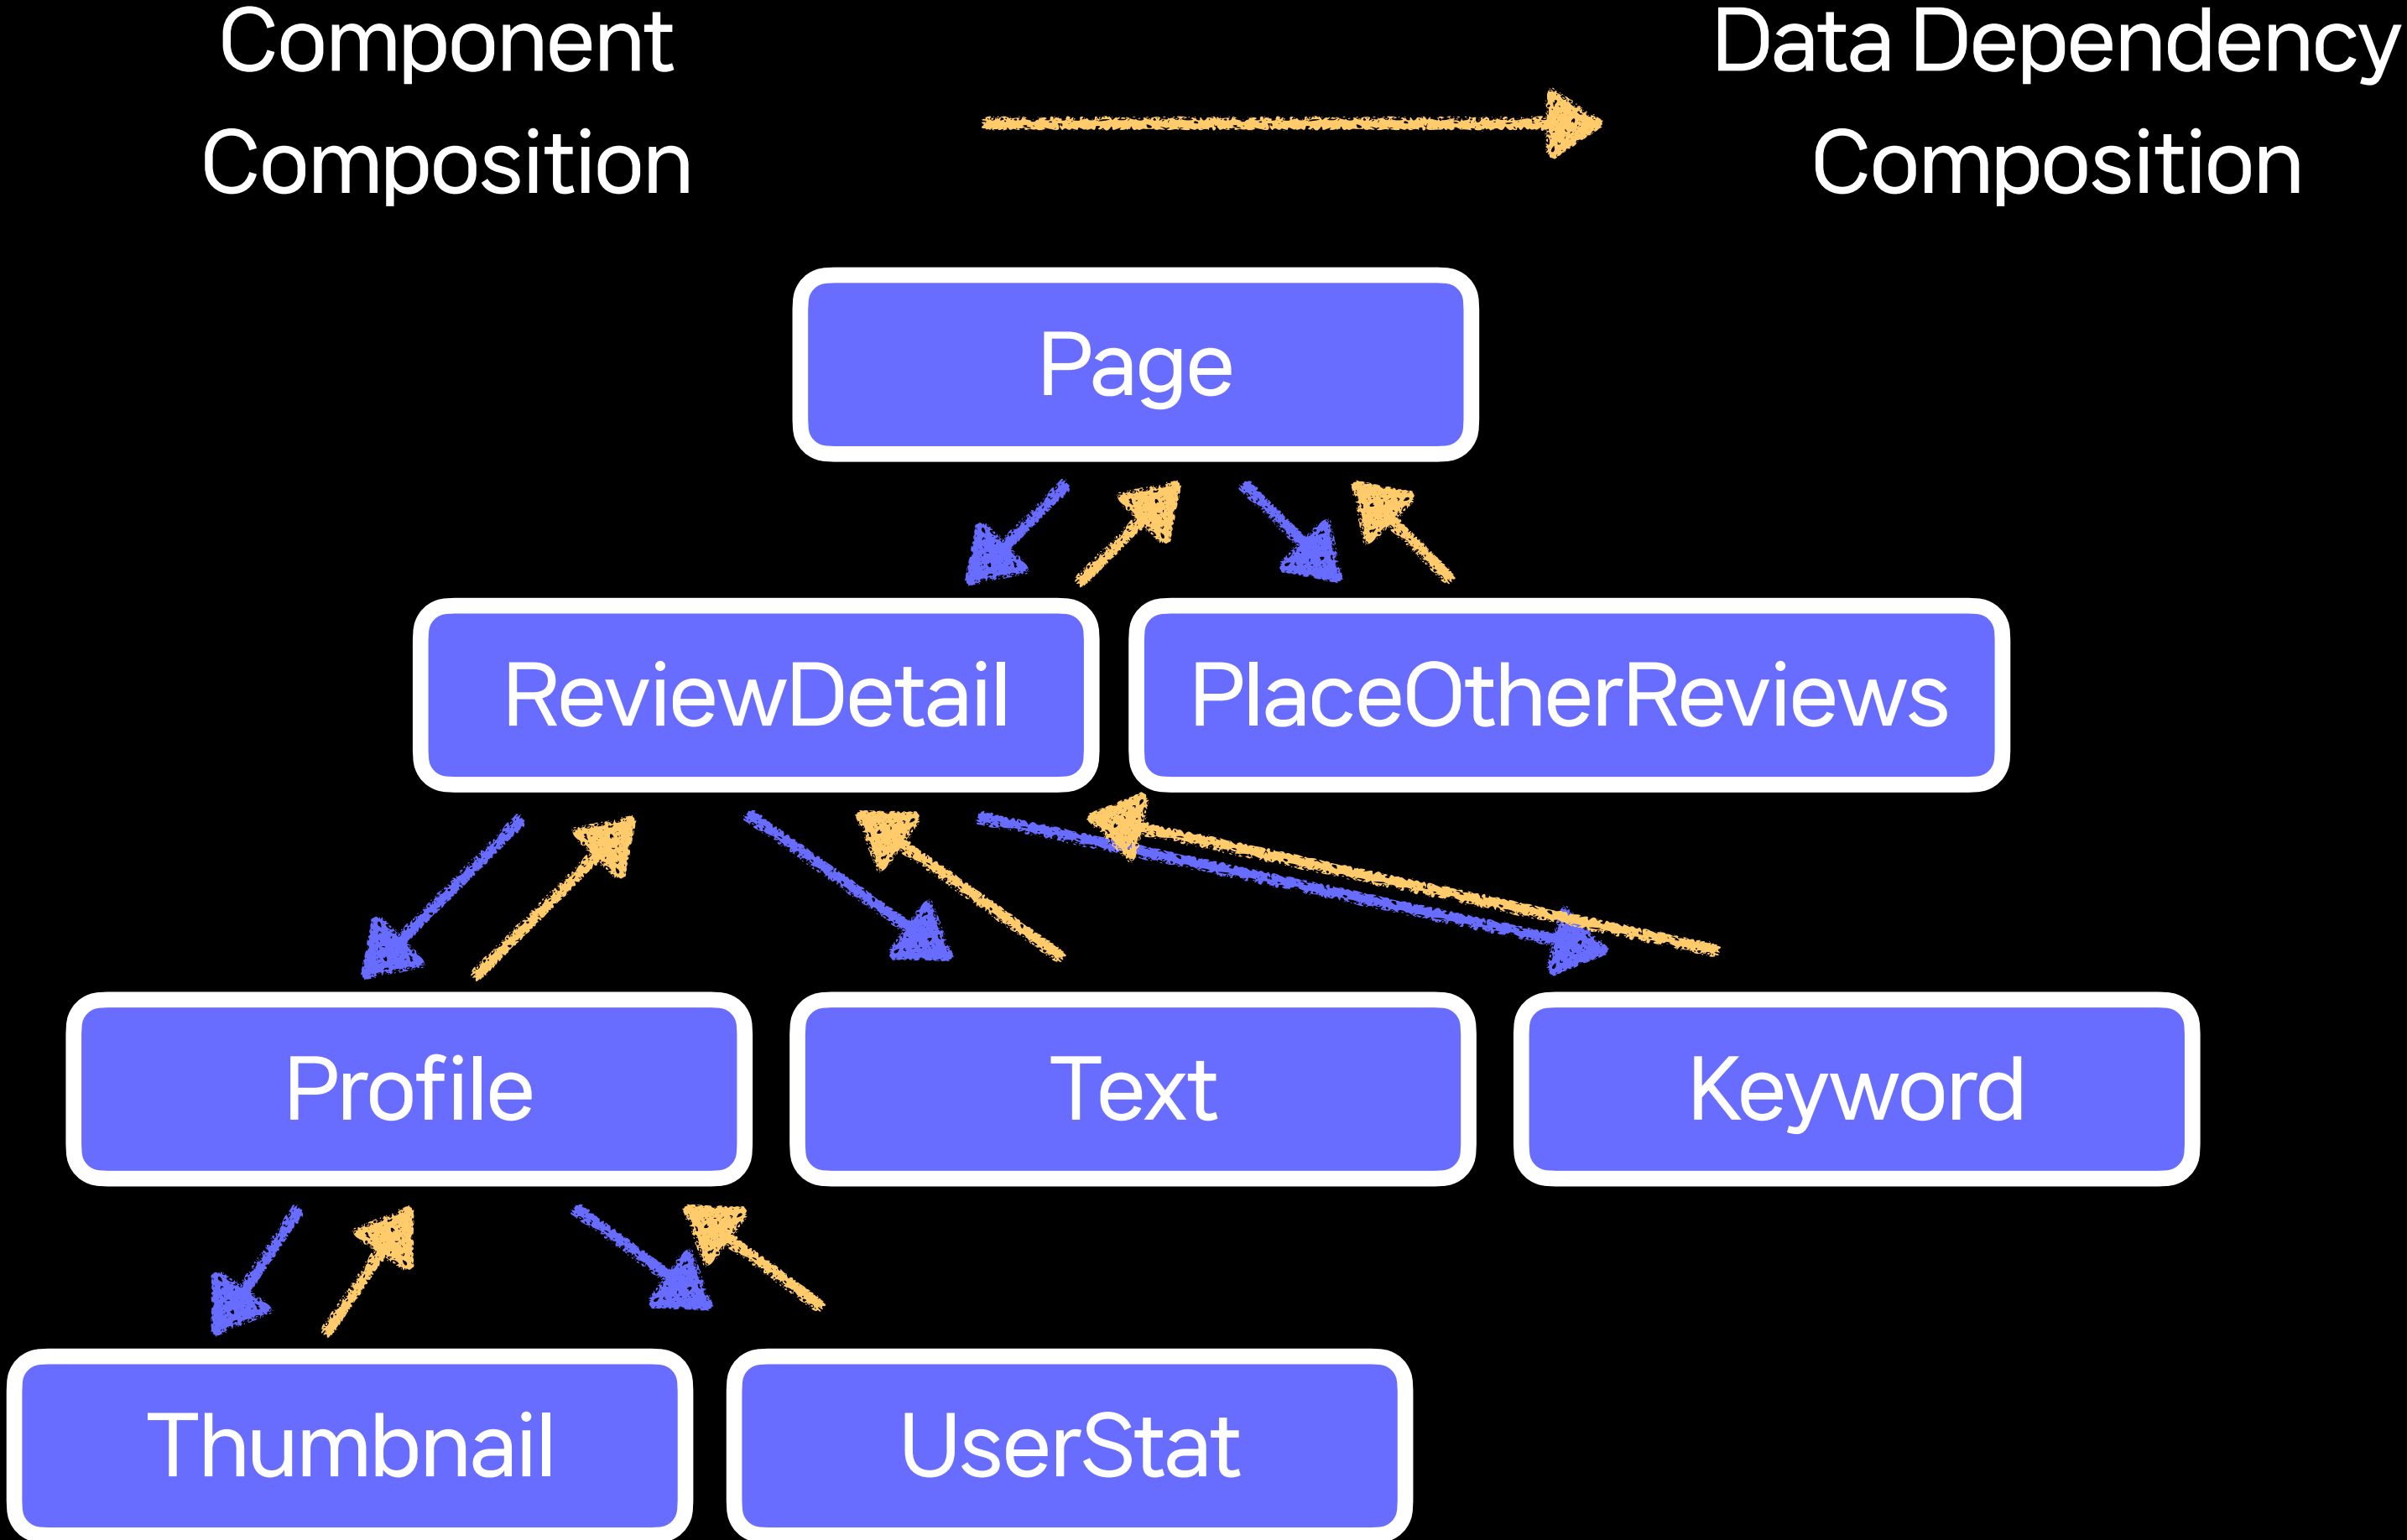 Component
Composition
Data Dependency
Composition
Page
ReviewDetail
PlaceOtherReviews
Profile
Text
Keyword
Thumbnail
UserStat